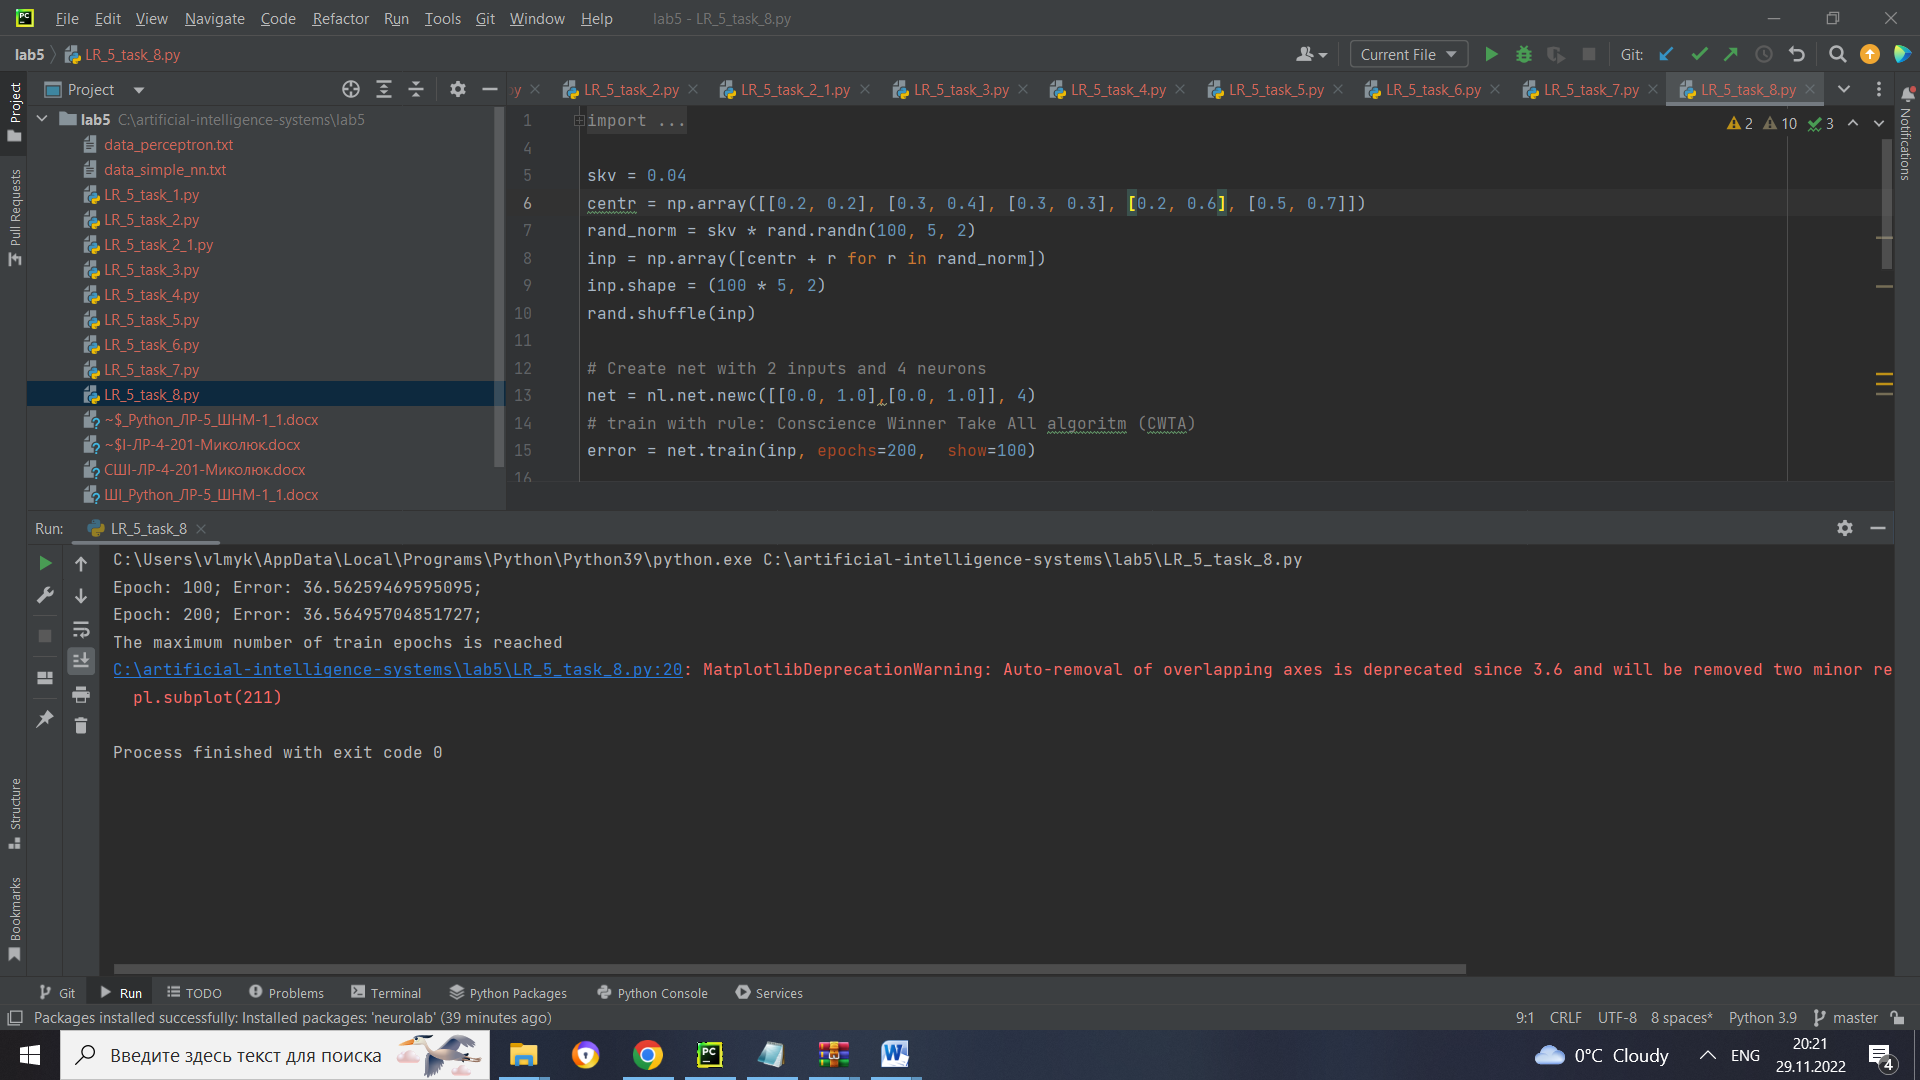 File Edit View Navigate Code Refactor Run Tools Git Window Help lab5 - LR_5_task_8.py
lab5 LR_5_task_8.py Current File Git:
Project
LR_5_task_2.py LR_5_task_2_1.py LR_5_task_3.py LR_5_task_4.py LR_5_task_5.py LR_5_task_6.py LR_5_task_7.py LR_5_task_8.py
Project
Pull Requests
Structure
Bookmarks
Notifications
lab5 C:\artificial-intelligence-systems\lab5
data_perceptron.txt
data_simple_nn.txt
LR_5_task_1.py
LR_5_task_2.py
LR_5_task_2_1.py
LR_5_task_3.py
LR_5_task_4.py
LR_5_task_5.py
LR_5_task_6.py
LR_5_task_7.py
LR_5_task_8.py
~$_Python_ЛР-5_ШНМ-1_1.docx
~$І-ЛР-4-201-Миколюк.docx
СШІ-ЛР-4-201-Миколюк.docx
ШІ_Python_ЛР-5_ШНМ-1_1.docx
2 10 3
1 import ...
4
5 skv = 0.04
6 centr = np.array([[0.2, 0.2], [0.3, 0.4], [0.3, 0.3], [0.2, 0.6], [0.5, 0.7]])
7 rand_norm = skv * rand.randn(100, 5, 2)
8 inp = np.array([centr + r for r in rand_norm])
9 inp.shape = (100 * 5, 2)
10 rand.shuffle(inp)
11
12 # Create net with 2 inputs and 4 neurons
13 net = nl.net.newc([[0.0, 1.0],[0.0, 1.0]], 4)
14 # train with rule: Conscience Winner Take All algoritm (CWTA)
15 error = net.train(inp, epochs=200, show=100)
16
Run: LR_5_task_8
C:\Users\vlmyk\AppData\Local\Programs\Python\Python39\python.exe C:\artificial-intelligence-systems\lab5\LR_5_task_8.py
Epoch: 100; Error: 36.56259469595095;
Epoch: 200; Error: 36.56495704851727;
The maximum number of train epochs is reached
C:\artificial-intelligence-systems\lab5\LR_5_task_8.py:20: MatplotlibDeprecationWarning: Auto-removal of overlapping axes is deprecated since 3.6 and will be removed two minor re
pl.subplot(211)
Process finished with exit code 0
Git Run TODO Problems Terminal Python Packages Python Console Services
Packages installed successfully: Installed packages: 'neurolab' (39 minutes ago) 9:1 CRLF UTF-8 8 spaces* Python 3.9 master
Введите здесь текст для поиска
0°C Cloudy ENG
20:21
29.11.2022
4